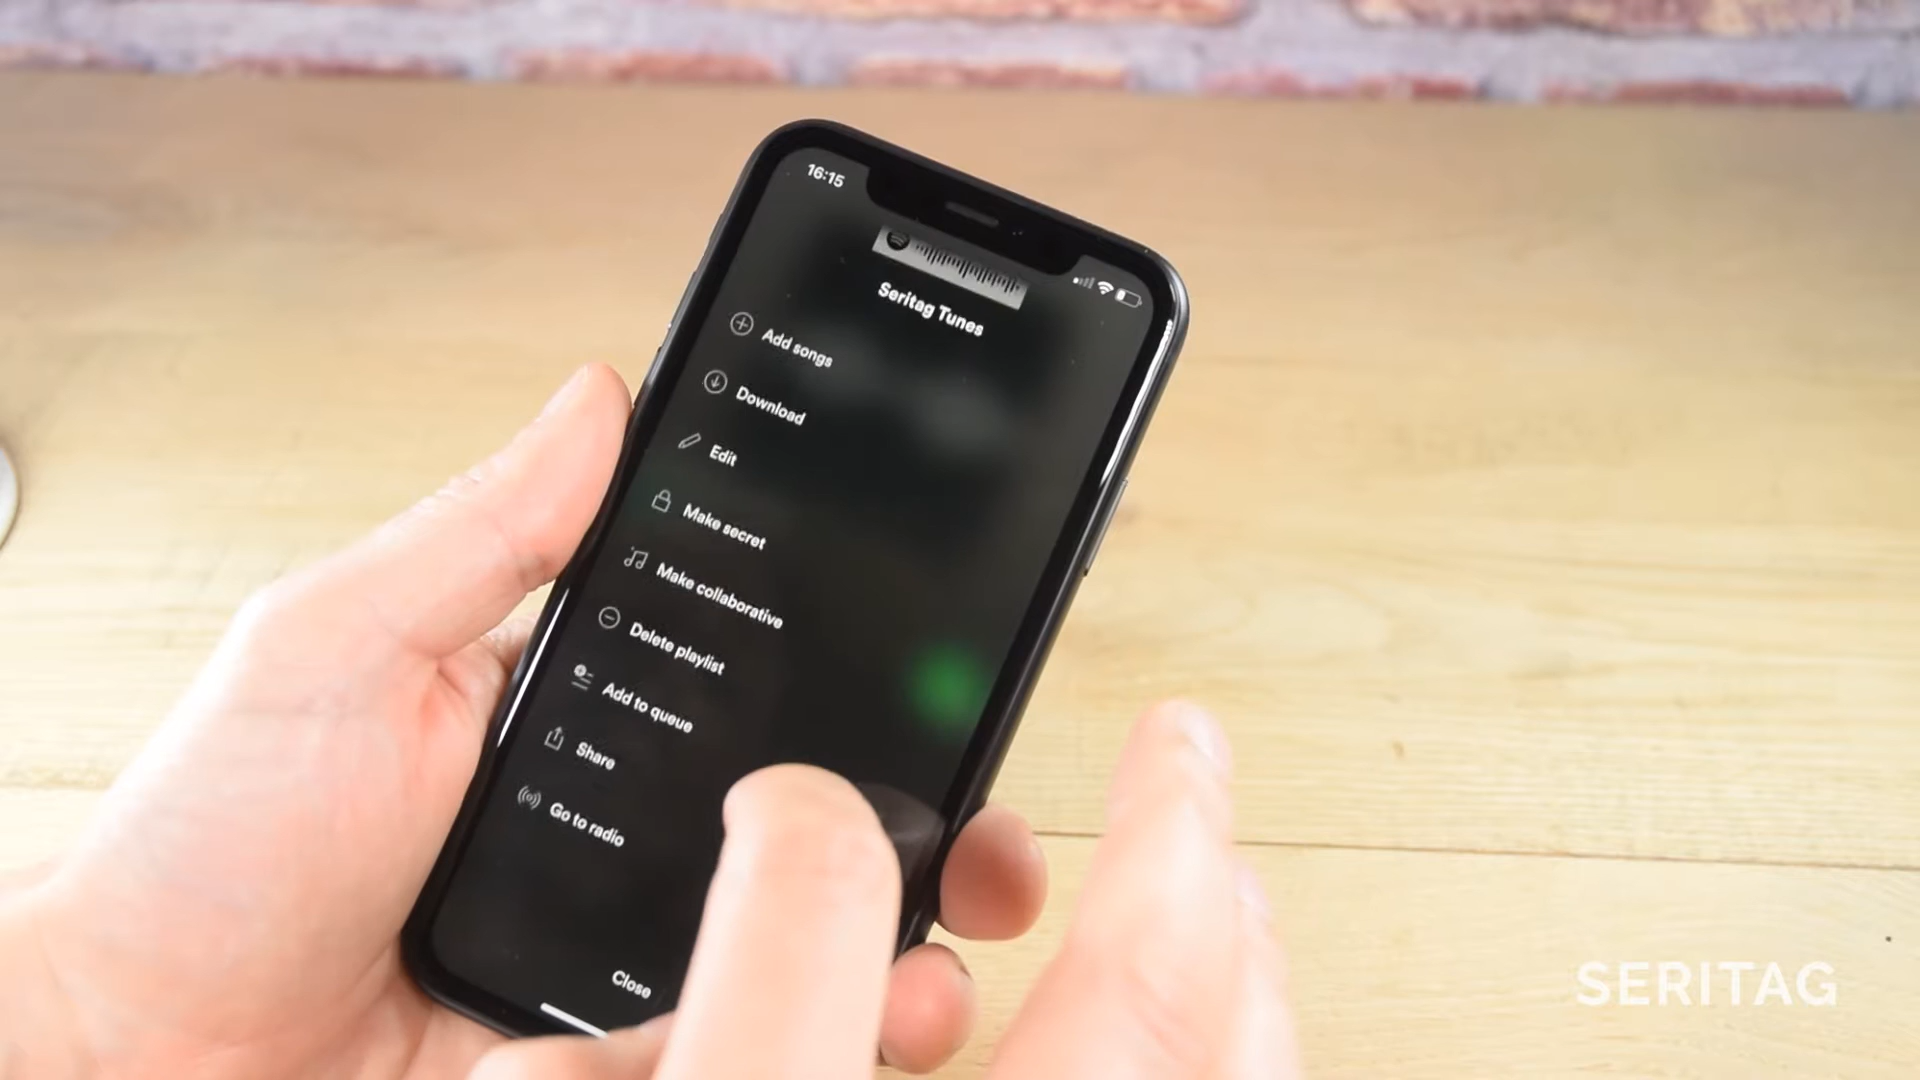 16:15
Seritag Tunes
Add songs
Download
Edit
Make secret
Make collaborative
Delete playlist
Add to queue
Share
Go to radio
Close
SERITAG